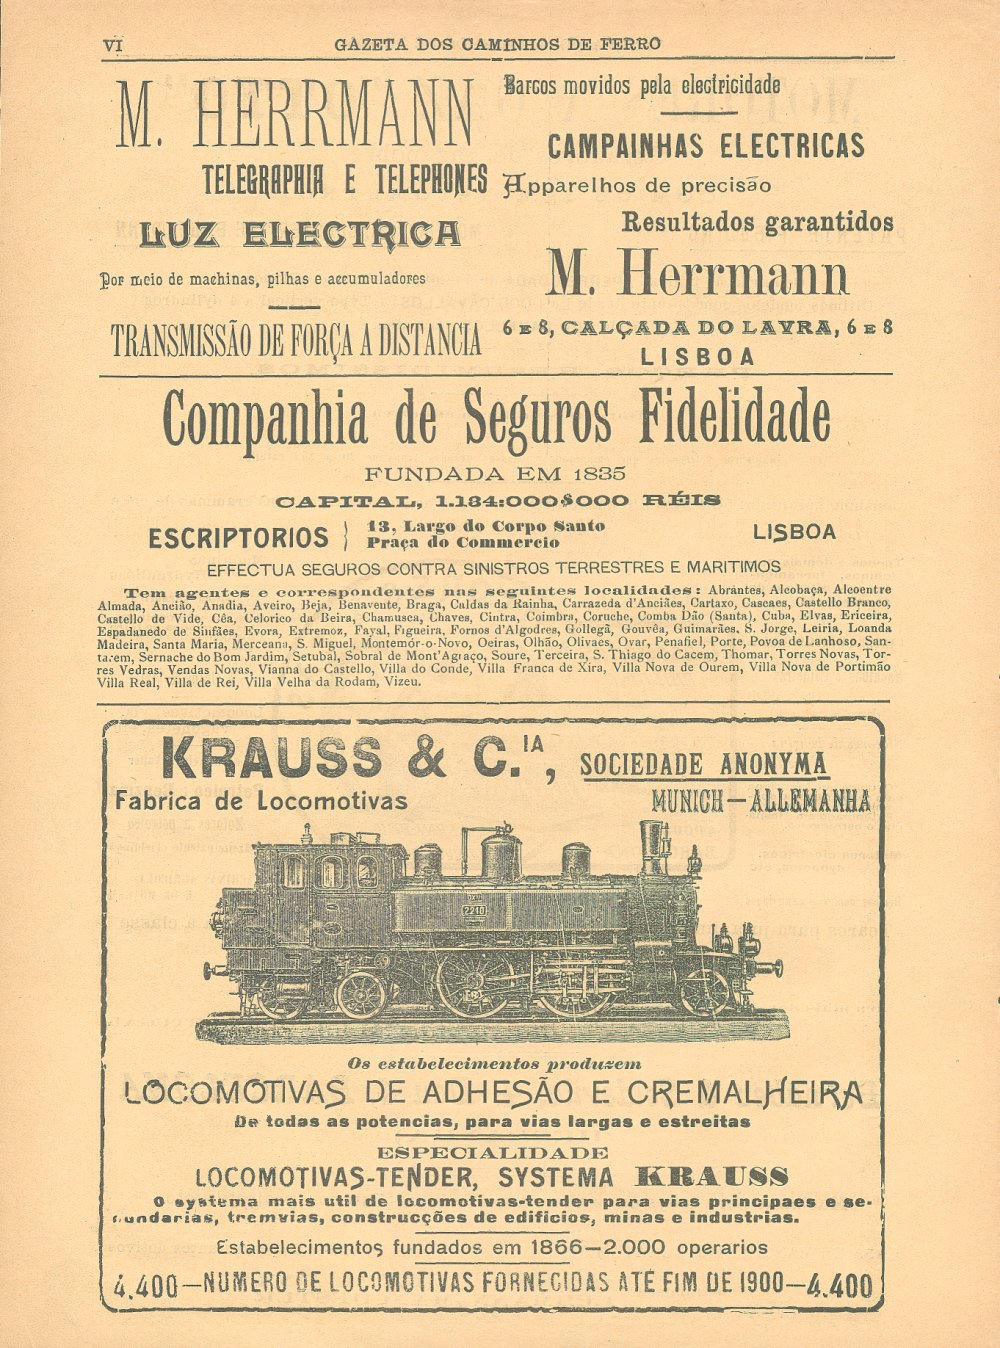 VI
GAZETA DOS CAMINHOS DE FERRO
M. HERRMANN
TELEGRAPHIA E TELEPHONES
LUZ ELECTRICA
Por meio de machinas, pilhas e accumuladores
TRANSMISSÃO DE FORÇA A DISTANCIA
Barcos movidos pela electricidade
CAMPAINHAS ELECTRICAS
Apparelhos de precisão
Resultados garantidos
M. Herrmann
6 E 8, CALÇADA DO LAVRA, 6 E 8
LISBOA
Companhia de Seguros Fidelidade
FUNDADA EM 1835
CAPITAL, 1.134:000$000 RÉIS
ESCRIPTORIOS } 13, Largo do Corpo Santo
Praça do Commercio
LISBOA
EFFECTUA SEGUROS CONTRA SINISTROS TERRESTRES E MARITIMOS
Tem agentes e correspondentes nas seguintes localidades: Abrantes, Alcobaça, Alcoentre
Almada, Ancião, Anadia, Aveiro, Beja, Benavente, Braga, Caldas da Rainha, Carrazeda d'Anciães, Cartaxo, Cascaes, Castello Branco,
Castello de Vide, Cêa, Celorico da Beira, Chamusca, Chaves, Cintra, Coimbra, Coruche, Comba Dão (Santa), Cuba, Elvas, Ericeira,
Espadanedo de Sinfães, Evora, Extremoz, Fayal, Figueira, Fornos d'Algodres, Gollegã, Gouvêa, Guimarães, S. Jorge, Leiria, Loanda
Madeira, Santa Maria, Merceana, S. Miguel, Montemór-o-Novo, Oeiras, Olhão, Olivaes, Ovar, Penafiel, Porte, Povoa de Lanhoso, San-
tarem, Sernache do Bom Jardim, Setubal, Sobral de Mont'Agraço, Soure, Terceira, S. Thiago do Cacem, Thomar, Torres Novas, Tor-
res Vedras, Vendas Novas, Vianna do Castello, Villa do Conde, Villa Franca de Xira, Villa Nova de Ourem, Villa Nova de Portimão
Villa Real, Villa de Rei, Villa Velha da Rodam, Vizeu.
KRAUSS & C.IA, SOCIEDADE ANONYMA
Fabrica de Locomotivas
MUNICH—ALLEMANHA
2210
Os estabelecimentos produzem
LOCOMOTIVAS DE ADHESÃO E CREMALHEIRA
De todas as potencias, para vias largas e estreitas
ESPECIALIDADE
LOCOMOTIVAS-TENDER, SYSTEMA KRAUSS
O systema mais util de locomotivas-tender para vias principaes e se-
cundarias, tremvias, construcções de edificios, minas e industrias.
Estabelecimentos fundados em 1866—2.000 operarios
4.400—NUMERO DE LOCOMOTIVAS FORNECIDAS ATÉ FIM DE 1900—4.400